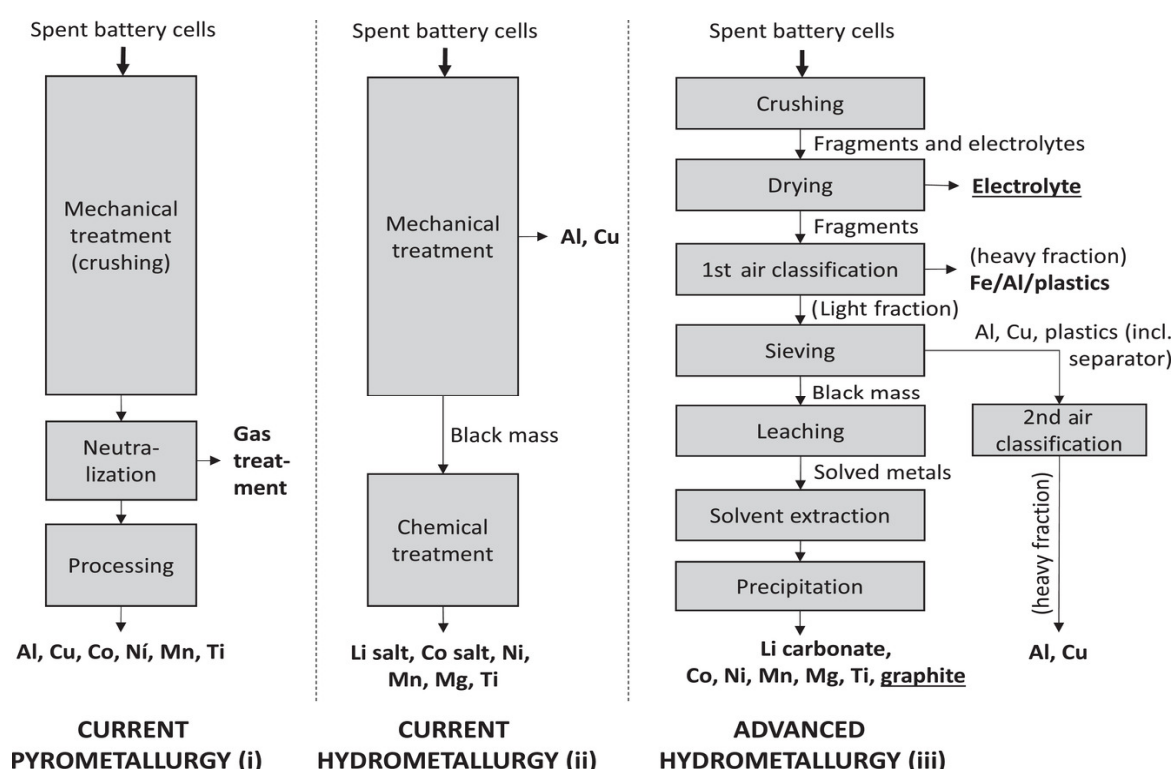 Spent battery cells
Mechanical
treatment
(crushing)
Neutra-
lization
Gas
treat-
ment
Processing
Al, Cu, Co, Ní, Mn, Ti
CURRENT
PYROMETALLURGY (i)
Spent battery cells
Mechanical
treatment
Al, Cu
Black mass
Chemical
treatment
Li salt, Co salt, Ni,
Mn, Mg, Ti
CURRENT
HYDROMETALLURGY (ii)
Spent battery cells
Crushing
Fragments and electrolytes
Drying
Electrolyte
Fragments
1st air classification
(heavy fraction)
Fe/Al/plastics
(Light fraction)
Sieving
Al, Cu, plastics (incl.
separator)
Black mass
Leaching
2nd air
classification
Solved metals
Solvent extraction
(heavy fraction)
Precipitation
Li carbonate,
Co, Ni, Mn, Mg, Ti, graphite
Al, Cu
ADVANCED
HYDROMETALLURGY (iii)